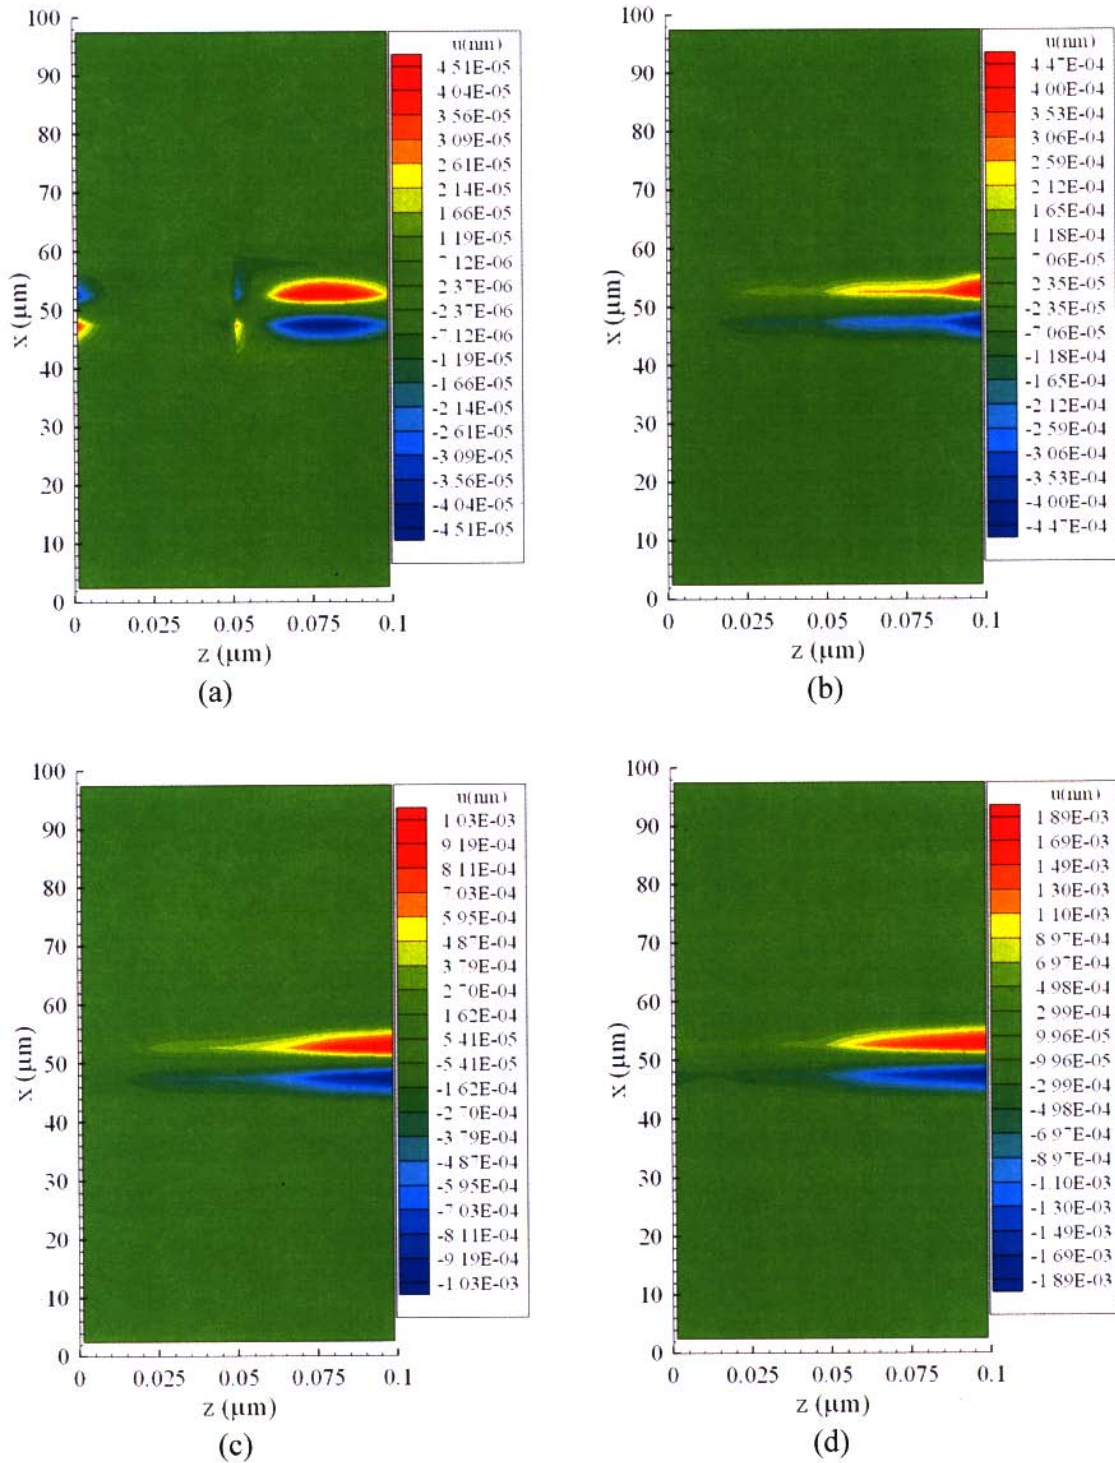 100
90
80
70
60
50
40
30
20
10
0
x (μm)
0 0.025 0.05 0.075 0.1
z (μm)
u(nm)
4 51E-05
4 04E-05
3 56E-05
3 09E-05
2 61E-05
2 14E-05
1 66E-05
1 19E-05
7 12E-06
2 37E-06
-2 37E-06
-7 12E-06
-1 19E-05
-1 66E-05
-2 14E-05
-2 61E-05
-3 09E-05
-3 56E-05
-4 04E-05
-4 51E-05
(a)
100
90
80
70
60
50
40
30
20
10
0
x (μm)
0 0.025 0.05 0.075 0.1
z (μm)
u(nm)
4 47E-04
4 00E-04
3 53E-04
3 06E-04
2 59E-04
2 12E-04
1 65E-04
1 18E-04
7 06E-05
2 35E-05
-2 35E-05
-7 06E-05
-1 18E-04
-1 65E-04
-2 12E-04
-2 59E-04
-3 06E-04
-3 53E-04
-4 00E-04
-4 47E-04
(b)
100
90
80
70
60
50
40
30
20
10
0
x (μm)
0 0.025 0.05 0.075 0.1
z (μm)
u(nm)
1 03E-03
9 19E-04
8 11E-04
7 03E-04
5 95E-04
4 87E-04
3 79E-04
2 70E-04
1 62E-04
5 41E-05
-5 41E-05
-1 62E-04
-2 70E-04
-3 79E-04
-4 87E-04
-5 95E-04
-7 03E-04
-8 11E-04
-9 19E-04
-1 03E-03
(c)
100
90
80
70
60
50
40
30
20
10
0
x (μm)
0 0.025 0.05 0.075 0.1
z (μm)
u(nm)
1 89E-03
1 69E-03
1 49E-03
1 30E-03
1 10E-03
8 97E-04
6 97E-04
4 98E-04
2 99E-04
9 96E-05
-9 96E-05
-2 99E-04
-4 98E-04
-6 97E-04
-8 97E-04
-1 10E-03
-1 30E-03
-1 49E-03
-1 69E-03
-1 89E-03
(d)